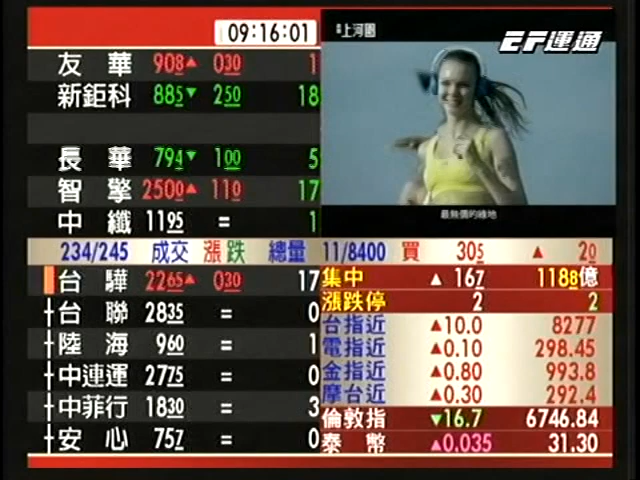 09:16:01
上河圖
EF運通
友華 908▲ 030 1
新鉅科 885▼ 250 18
長華 794▼ 100 5
智擎 2500▲ 110 17
中纖 1195 = 1
最無價的綠地
234/245 成交 漲跌 總量 11/8400 買 305 ▲ 20
台驊 2265▲ 030 17
台聯 2835 = 0
陸海 960 = 1
中連運 2775 = 0
中菲行 1830 = 3
安心 757 = 0
集中 ▲ 167 1188億
漲跌停 2 2
台指近 ▲10.0 8277
電指近 ▲0.10 298.45
金指近 ▲0.80 993.8
摩台近 ▲0.30 292.4
倫敦指 ▼16.7 6746.84
泰幣 ▲0.035 31.30